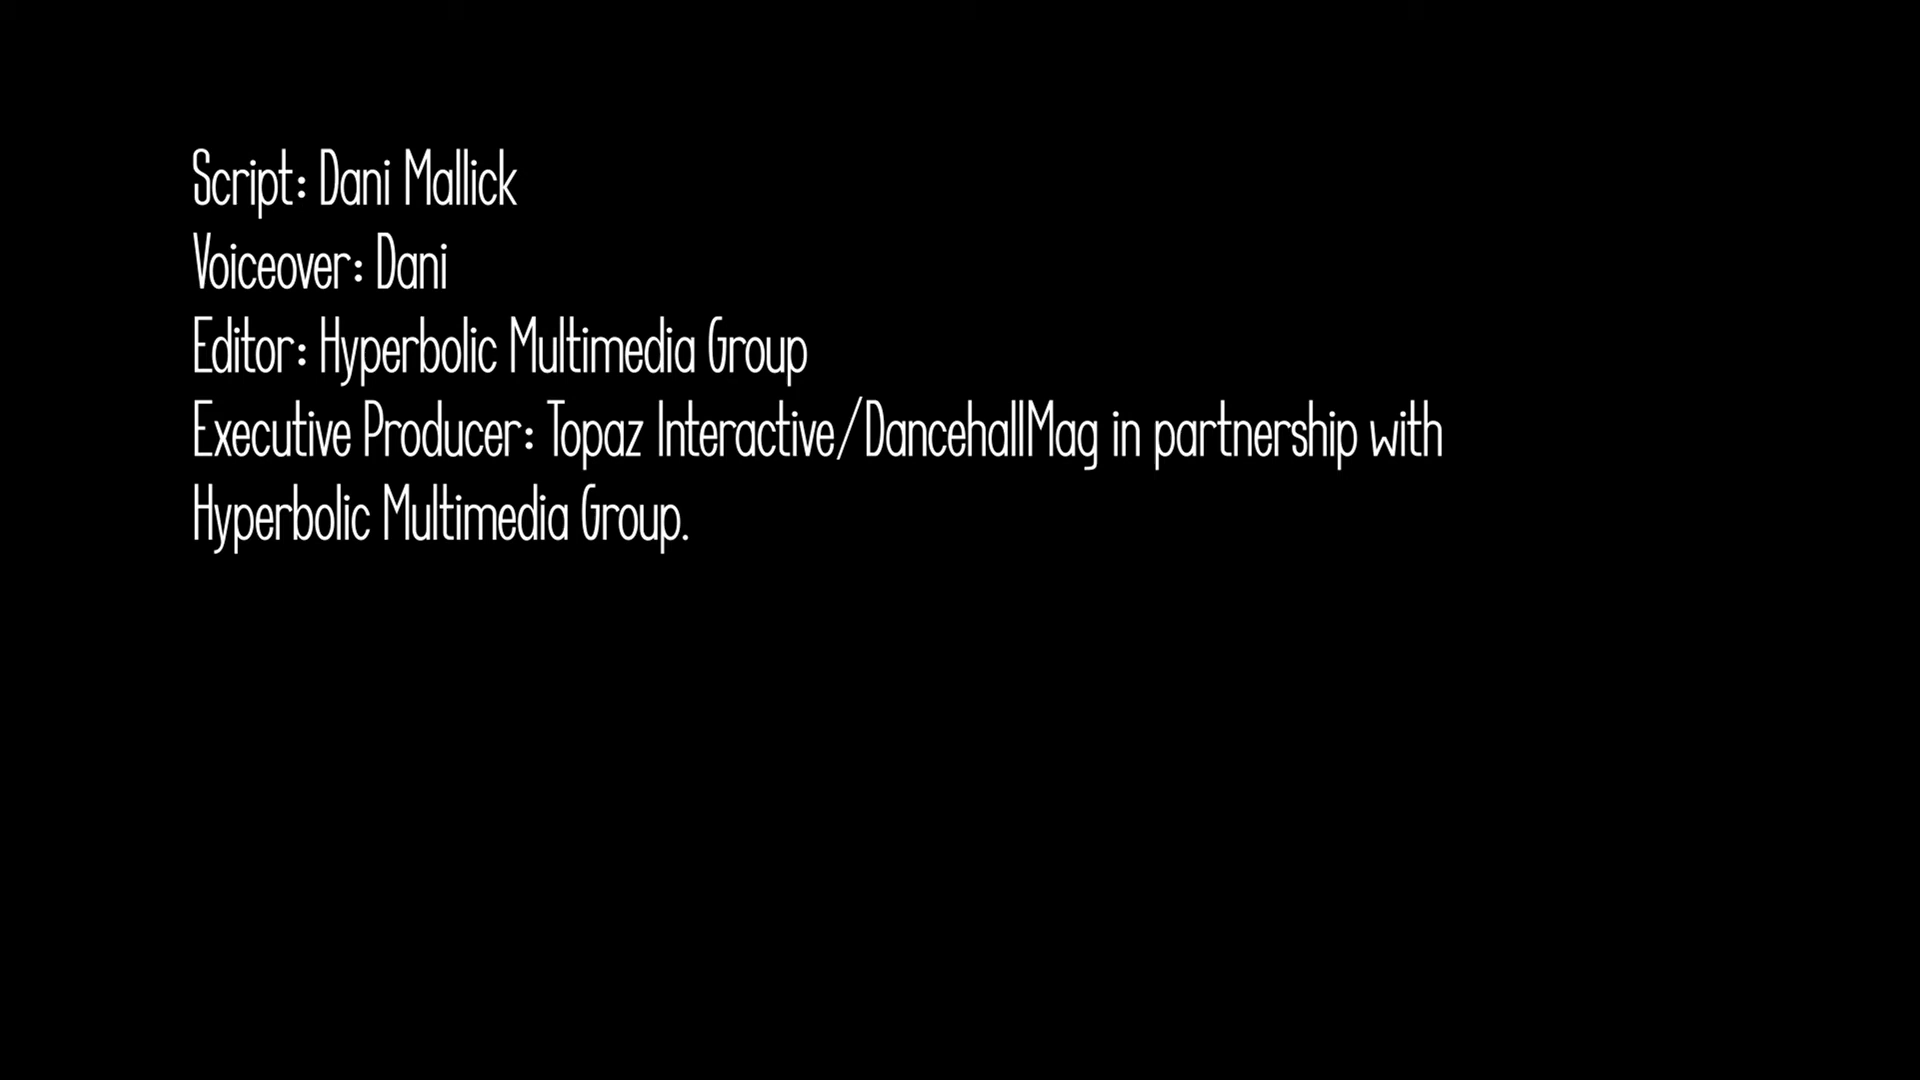 Script: Dani Mallick
Voiceover: Dani
Editor: Hyperbolic Multimedia Group
Executive Producer: Topaz Interactive/DancehallMag in partnership with
Hyperbolic Multimedia Group.